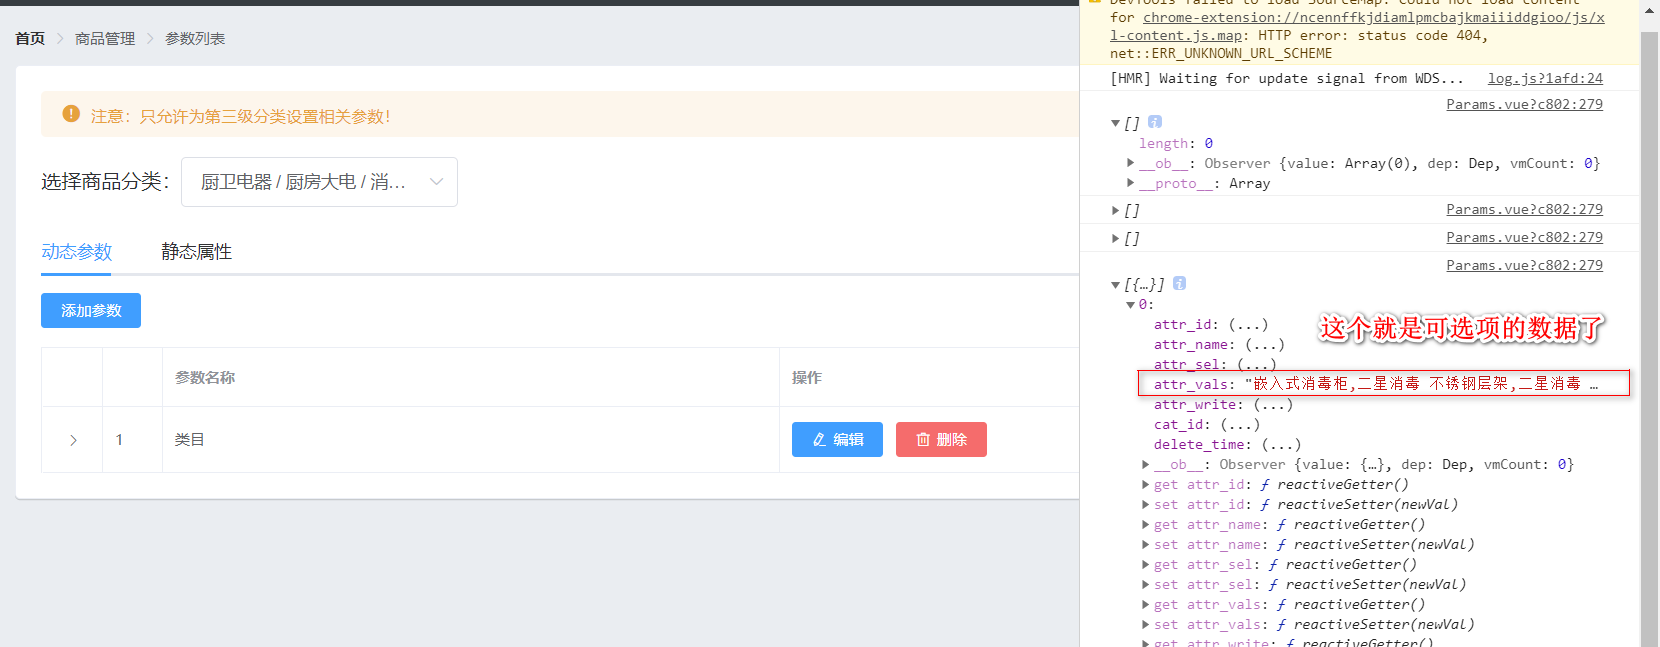 首页 > 商品管理 > 参数列表
注意：只允许为第三级分类设置相关参数！
选择商品分类：
厨卫电器 / 厨房大电 / 消...
动态参数
静态属性
添加参数
参数名称
操作
1
类目
编辑
删除
DevTools failed to load SourceMap: Could not load content
for chrome-extension://ncennffkjdiamlpmcbajkmaiiiddgioo/js/x
l-content.js.map: HTTP error: status code 404,
net::ERR_UNKNOWN_URL_SCHEME
[HMR] Waiting for update signal from WDS... log.js?1afd:24
Params.vue?c802:279
▼[] i
length: 0
▶__ob__: Observer {value: Array(0), dep: Dep, vmCount: 0}
▶__proto__: Array
▶[] Params.vue?c802:279
▶[] Params.vue?c802:279
Params.vue?c802:279
▼[{…}] i
▼0:
attr_id: (...)
这个就是可选项的数据了
attr_name: (...)
attr_sel: (...)
attr_vals: "嵌入式消毒柜,二星消毒 不锈钢层架,二星消毒 …
attr_write: (...)
cat_id: (...)
delete_time: (...)
▶__ob__: Observer {value: {…}, dep: Dep, vmCount: 0}
▶get attr_id: ƒ reactiveGetter()
▶set attr_id: ƒ reactiveSetter(newVal)
▶get attr_name: ƒ reactiveGetter()
▶set attr_name: ƒ reactiveSetter(newVal)
▶get attr_sel: ƒ reactiveGetter()
▶set attr_sel: ƒ reactiveSetter(newVal)
▶get attr_vals: ƒ reactiveGetter()
▶set attr_vals: ƒ reactiveSetter(newVal)
▶get attr_write: ƒ reactiveGetter()